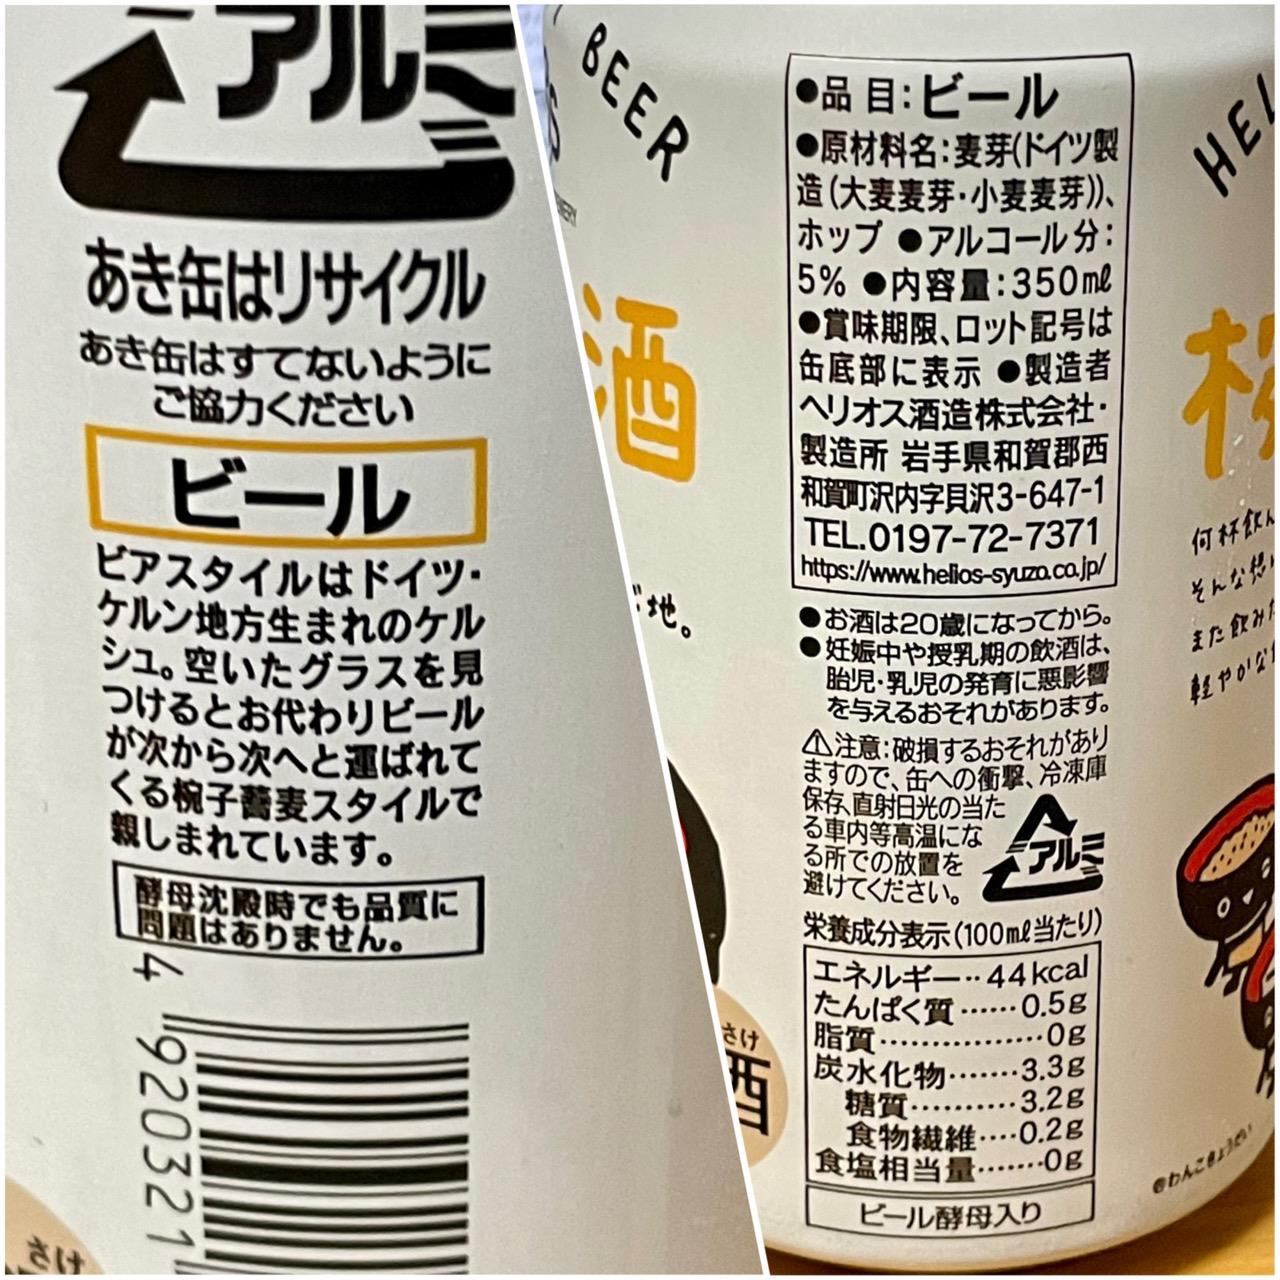 アルミ
あき缶はリサイクル
あき缶はすてないように
ご協力ください
ビール
ビアスタイルはドイツ・
ケルン地方生まれのケル
シュ。空いたグラスを見
つけるとお代わりビール
が次から次へと運ばれて
くる椀子蕎麦スタイルで
親しまれています。
酵母沈殿時でも品質に
問題はありません。
4 920321
さけ
BEER
酒
地。
さけ
酒
●品目:ビール
●原材料名:麦芽(ドイツ製
造(大麦麦芽・小麦麦芽))、
ホップ ●アルコール分:
5% ●内容量:350㎖
●賞味期限、ロット記号は
缶底部に表示 ●製造者
ヘリオス酒造株式会社・
製造所 岩手県和賀郡西
和賀町沢内字貝沢3-647-1
TEL.0197-72-7371
https://www.helios-syuzo.co.jp/
●お酒は20歳になってから。
●妊娠中や授乳期の飲酒は、
胎児・乳児の発育に悪影響
を与えるおそれがあります。
⚠注意:破損するおそれがあり
ますので、缶への衝撃、冷凍庫
保存、直射日光の当た
る車内等高温にな
る所での放置を
避けてください。
アルミ
栄養成分表示(100㎖当たり)
エネルギー‥44kcal
たんぱく質……0.5g
脂質……………0g
炭水化物……3.3g
糖質………3.2g
食物繊維…0.2g
食塩相当量……0g
ビール酵母入り
HEL
何杯飲ん
そんな想い
また飲みた
軽やかな
@わんこきょうだい